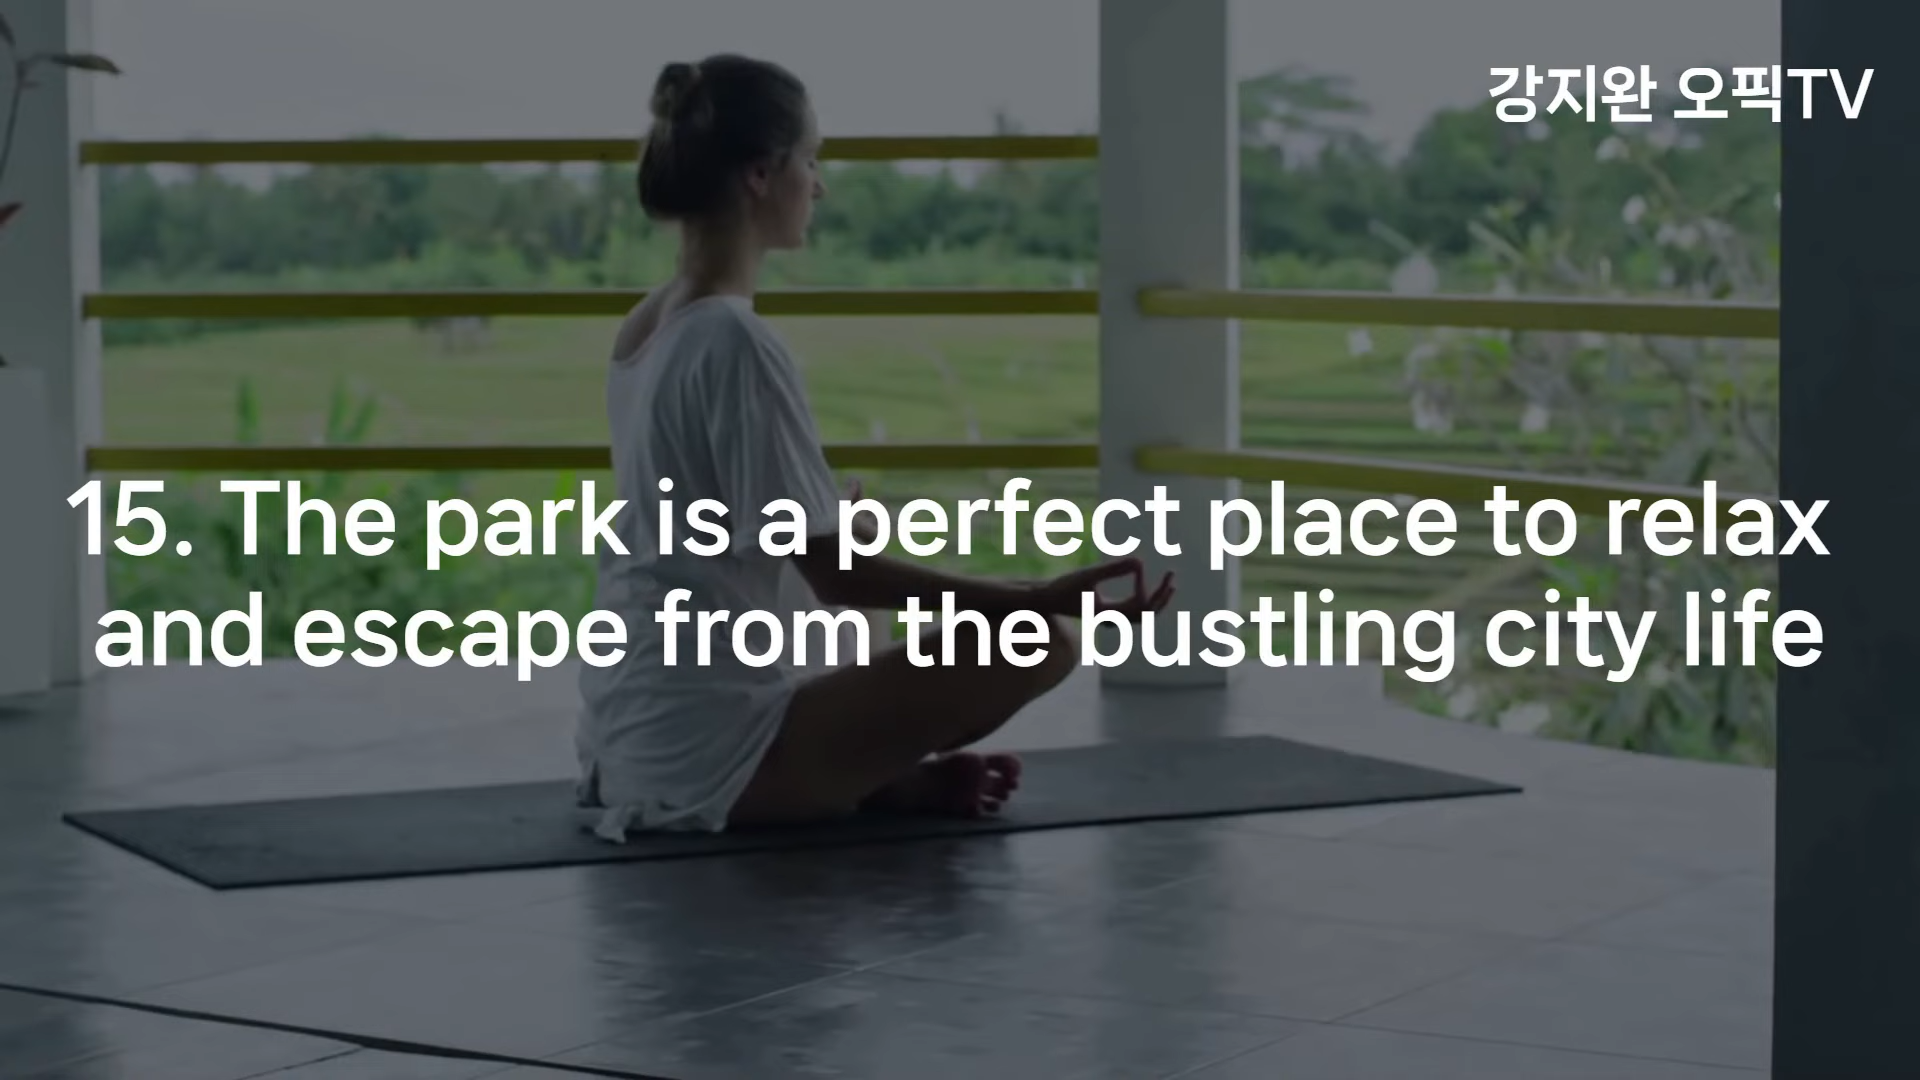 강지완 오픽TV
15. The park is a perfect place to relax
and escape from the bustling city life